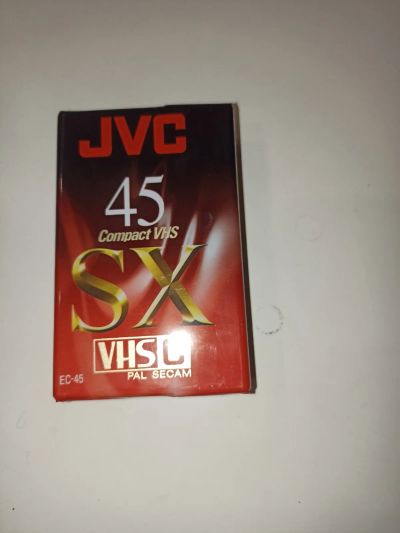 JVC
45
Compact VHS
SX
VHS C
PAL SECAM
EC-45